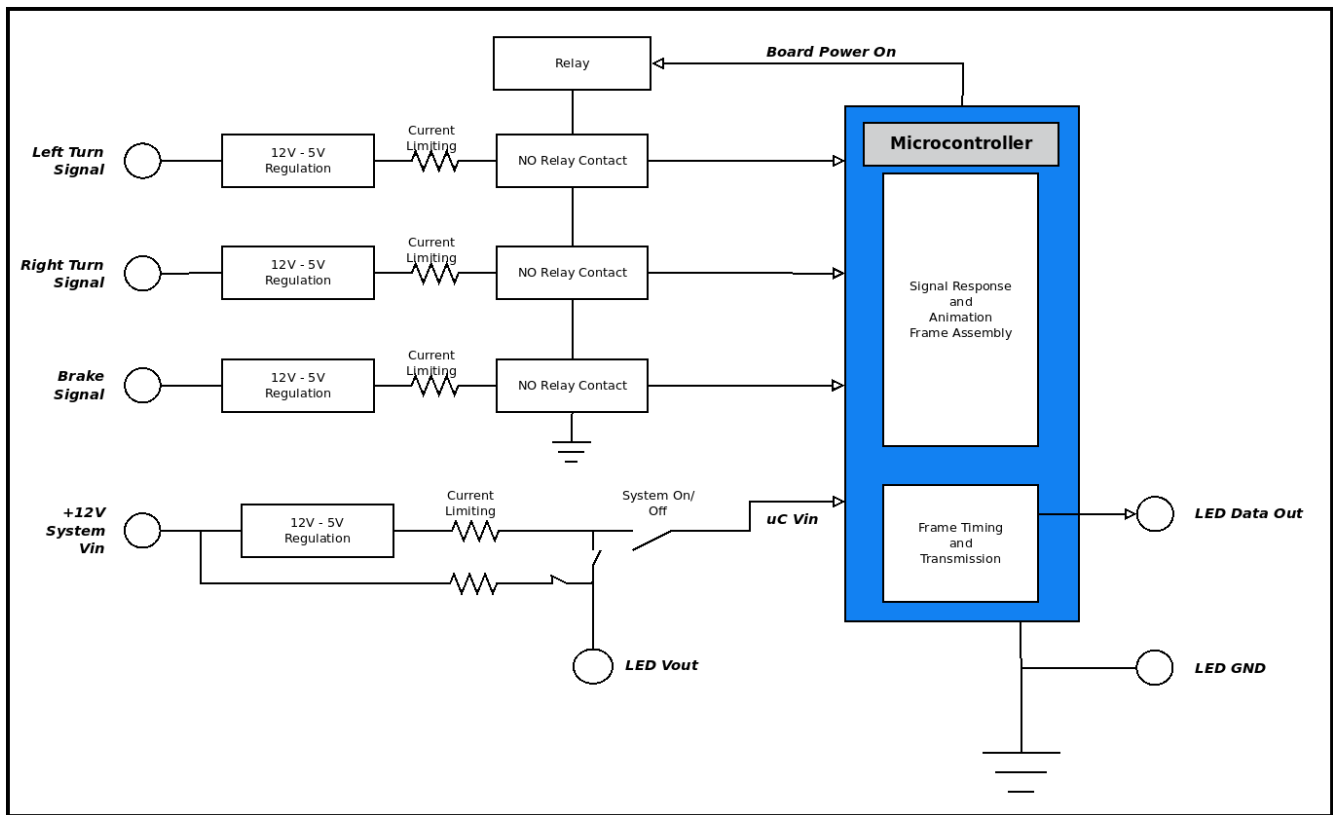 Relay
Board Power On
Microcontroller
Left Turn
Signal
12V - 5V
Regulation
Current
Limiting
NO Relay Contact
Right Turn
Signal
12V - 5V
Regulation
Current
Limiting
NO Relay Contact
Signal Response
and
Animation
Frame Assembly
Brake
Signal
12V - 5V
Regulation
Current
Limiting
NO Relay Contact
+12V
System
Vin
12V - 5V
Regulation
Current
Limiting
System On/
Off
uC Vin
Frame Timing
and
Transmission
LED Data Out
LED Vout
LED GND